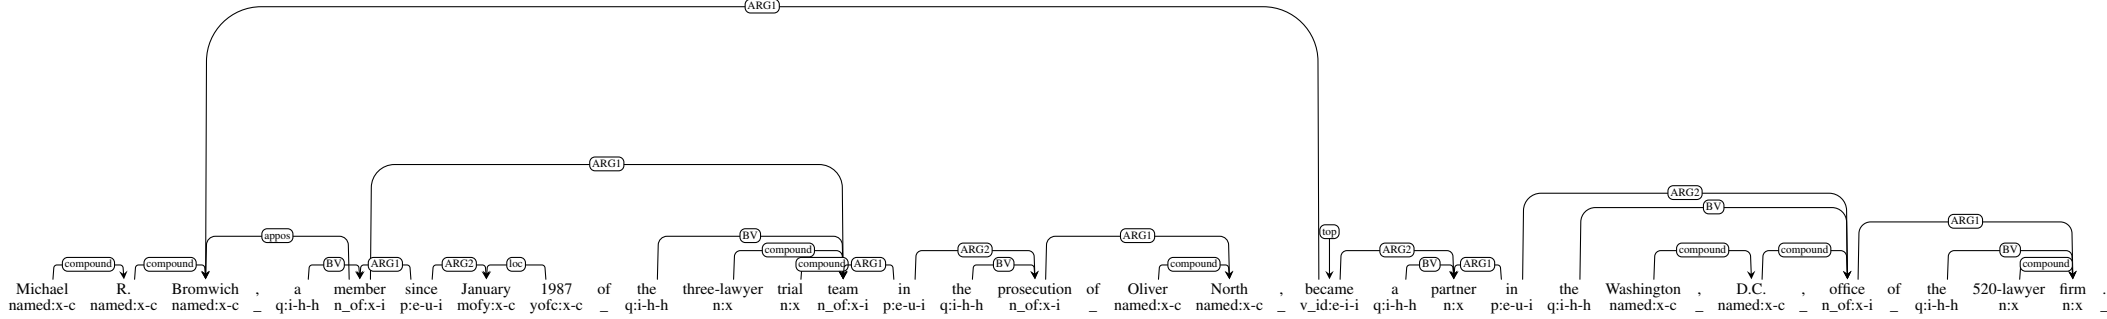 ARG1
ARG1
ARG2
BV
appos BV ARG1 top ARG1
compound ARG2 ARG2 compound compound BV
compound compound BV ARG1 ARG2 loc compound ARG1 BV compound BV ARG1 compound
Michael R. Bromwich , a member since January 1987 of the three-lawyer trial team in the prosecution of Oliver North , became a partner in the Washington , D.C. , office of the 520-lawyer firm .
named:x-c named:x-c named:x-c _ q:i-h-h n_of:x-i p:e-u-i mofy:x-c yofc:x-c _ q:i-h-h n:x n:x n_of:x-i p:e-u-i q:i-h-h n_of:x-i _ named:x-c named:x-c _ v_id:e-i-i q:i-h-h n:x p:e-u-i q:i-h-h named:x-c _ named:x-c _ n_of:x-i _ q:i-h-h n:x n:x _